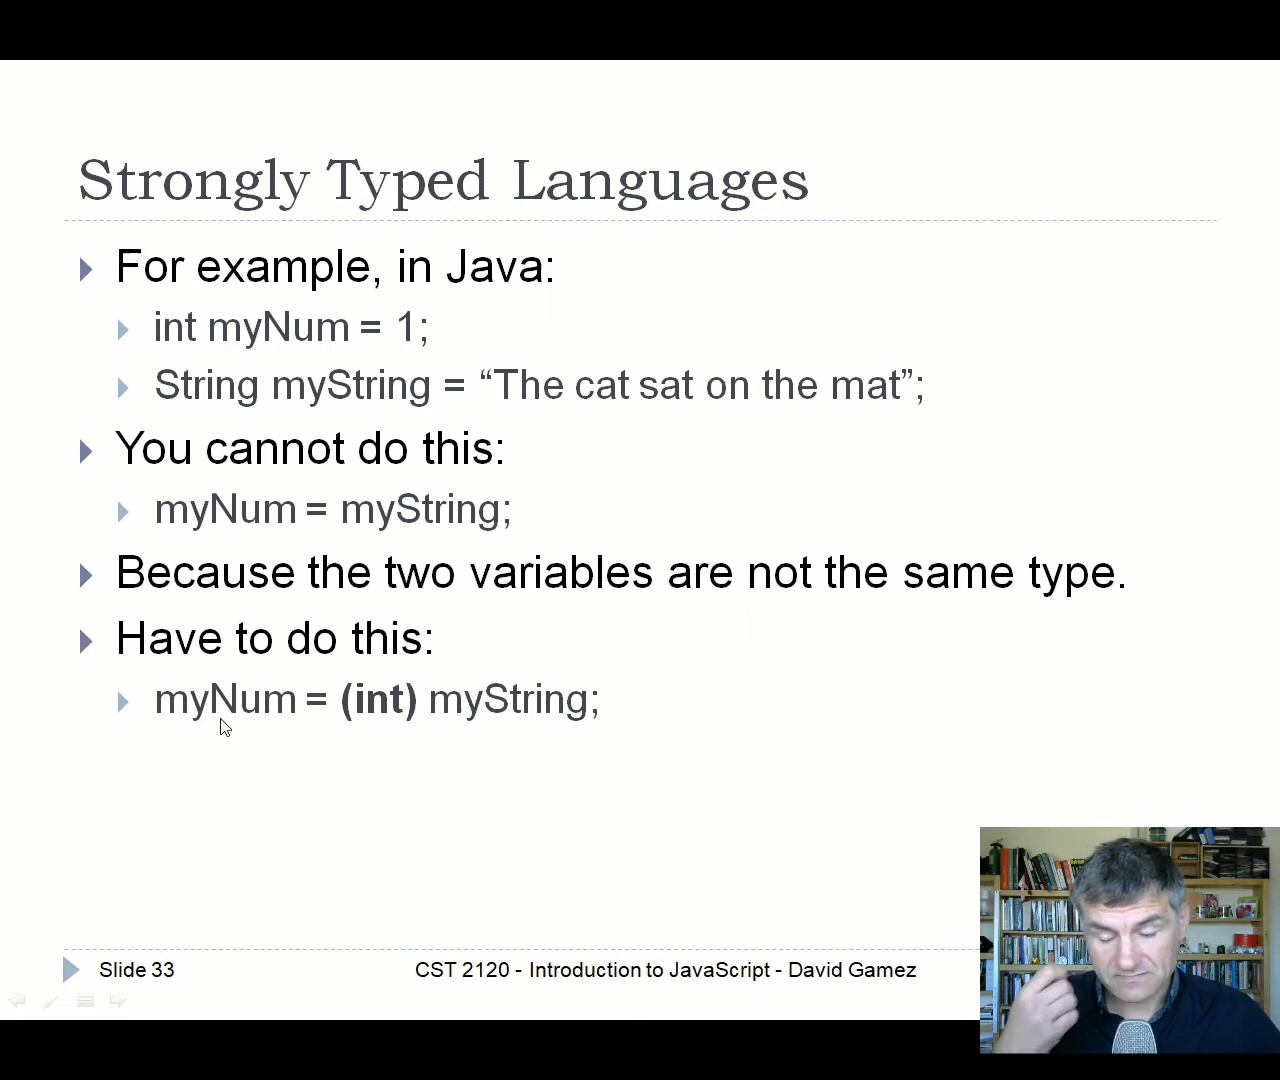 Strongly Typed Languages
For example, in Java:
int myNum = 1;
String myString = “The cat sat on the mat”;
You cannot do this:
myNum = myString;
Because the two variables are not the same type.
Have to do this:
myNum = (int) myString;
Slide 33
CST 2120 - Introduction to JavaScript - David Gamez